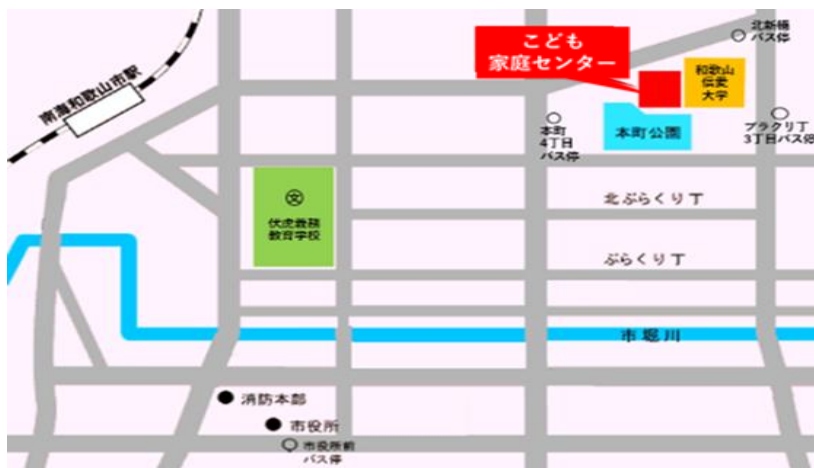 こども
家庭センター
北新橋
バス停
和歌山
信愛
大学
南海和歌山市駅
本町
4丁目
バス停
本町公園
ブラクリ丁
3丁目バス停
文
伏虎義務
教育学校
北ぶらくり丁
ぶらくり丁
市堀川
消防本部
市役所
市役所前
バス停